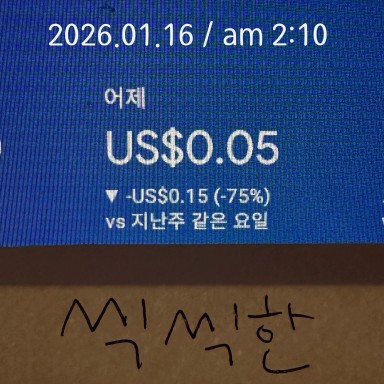 2026.01.16 / am 2:10
어제
US$0.05
▼ -US$0.15 (-75%)
vs 지난주 같은 요일
씩씩한